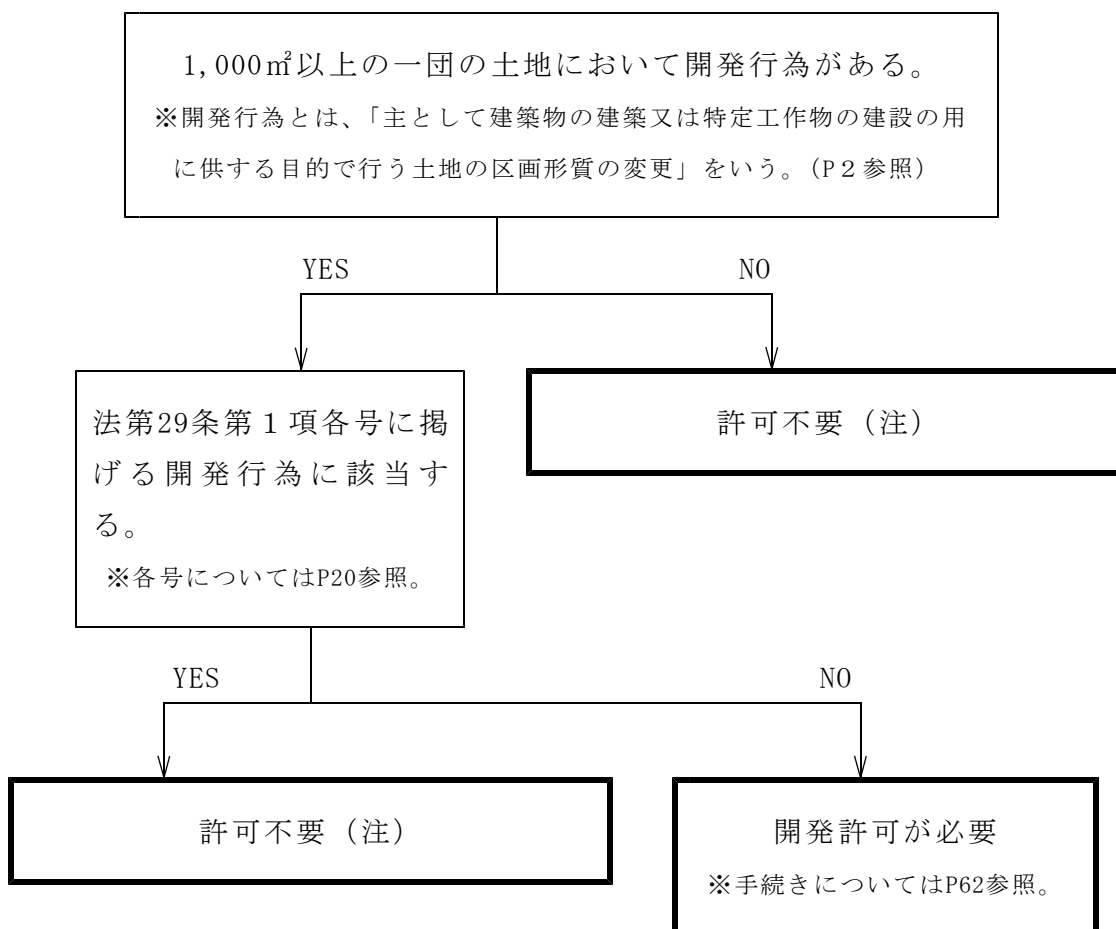 1,000㎡以上の一団の土地において開発行為がある。
※開発行為とは、「主として建築物の建築又は特定工作物の建設の用
に供する目的で行う土地の区画形質の変更」をいう。(P２参照)
YES
NO
法第29条第１項各号に掲
げる開発行為に該当す
る。
※各号についてはP20参照。
許可不要（注）
YES
NO
許可不要（注）
開発許可が必要
※手続きについてはP62参照。